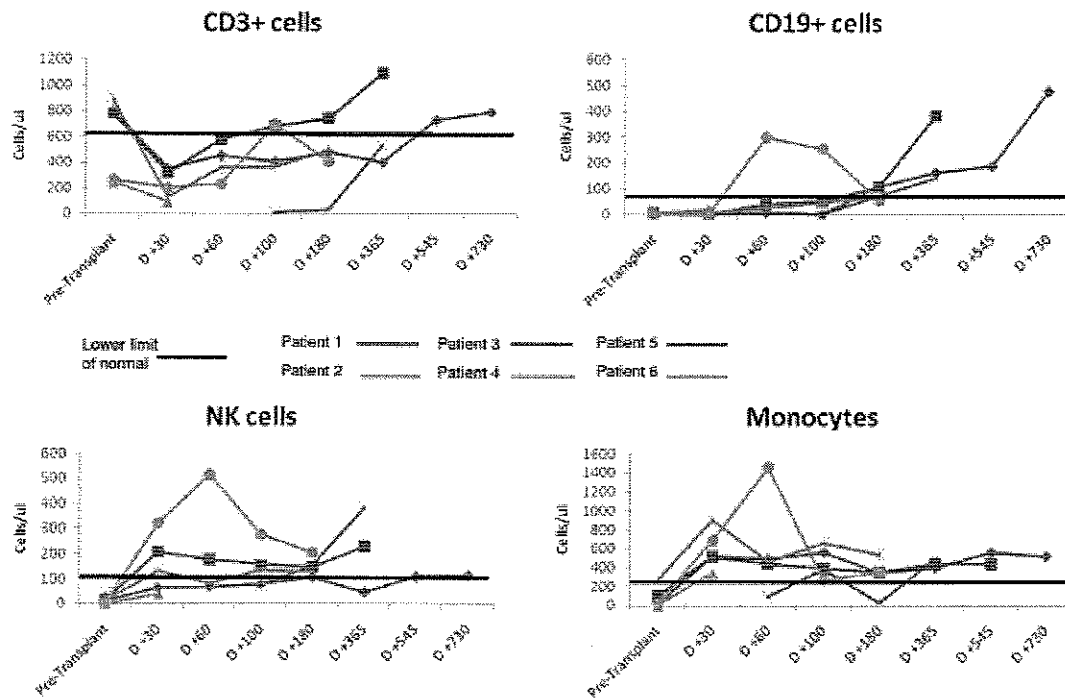 CD3+ cells
Cells/ul
1200
1000
800
600
400
200
0
Pre-Transplant
D +30
D +60
D +100
D +180
D +365
D +545
D +730
CD19+ cells
Cells/ul
600
500
400
300
200
100
0
Pre-Transplant
D +30
D +60
D +100
D +180
D +365
D +545
D +730
Lower limit
of normal
Patient 1
Patient 3
Patient 5
Patient 2
Patient 4
Patient 6
NK cells
Cells/ul
600
500
400
300
200
100
0
Pre-Transplant
D +30
D +60
D +100
D +180
D +365
D +545
D +730
Monocytes
Cells/ul
1600
1400
1200
1000
800
600
400
200
0
Pre-Transplant
D +30
D +60
D +100
D +180
D +365
D +545
D +730